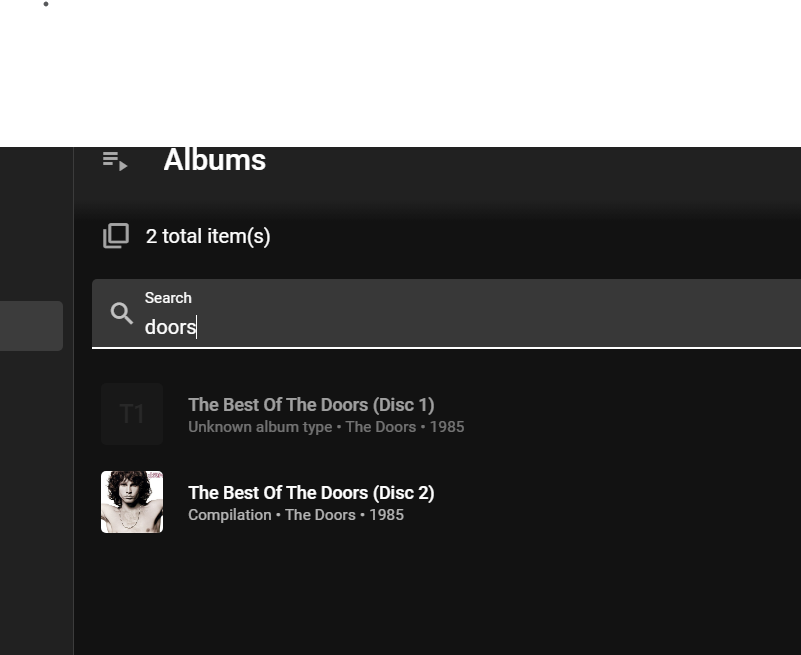 Albums
2 total item(s)
Search
doors
T1
The Best Of The Doors (Disc 1)
Unknown album type • The Doors • 1985
The Best Of The Doors (Disc 2)
Compilation • The Doors • 1985